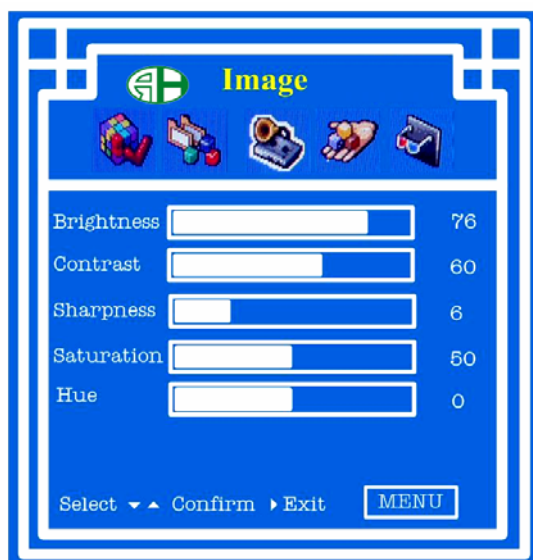 Image
Brightness 76
Contrast 60
Sharpness 6
Saturation 50
Hue 0
Select ▾ ▴ Confirm ▸ Exit MENU